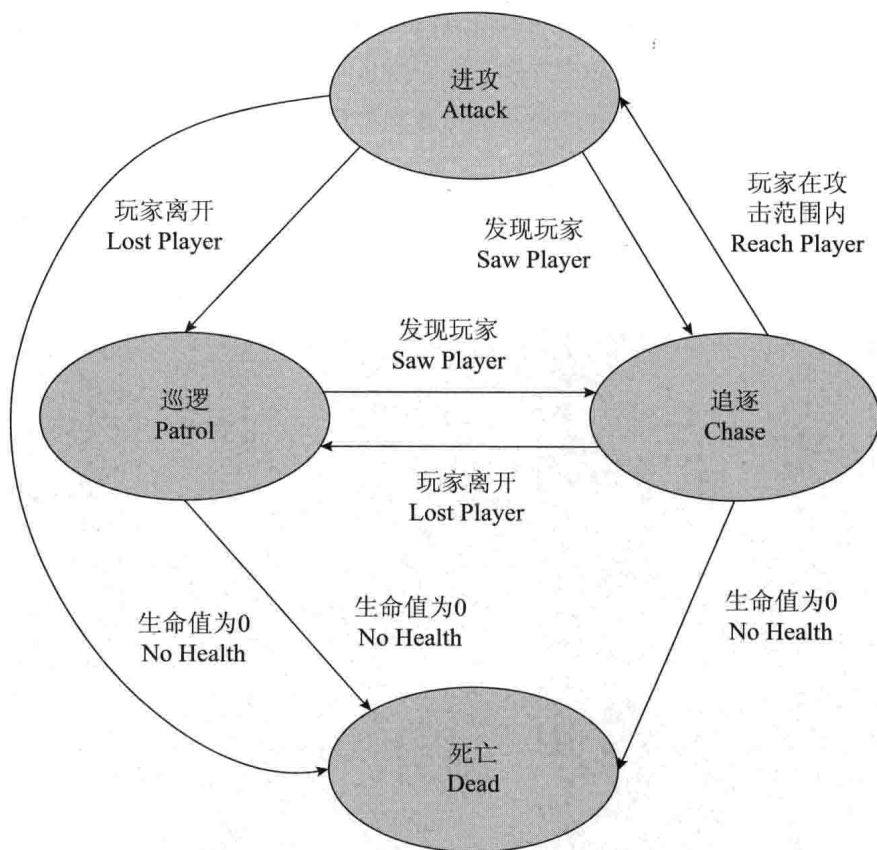 进攻
Attack
玩家离开
Lost Player
发现玩家
Saw Player
玩家在攻
击范围内
Reach Player
发现玩家
Saw Player
巡逻
Patrol
追逐
Chase
玩家离开
Lost Player
生命值为0
No Health
生命值为0
No Health
生命值为0
No Health
死亡
Dead